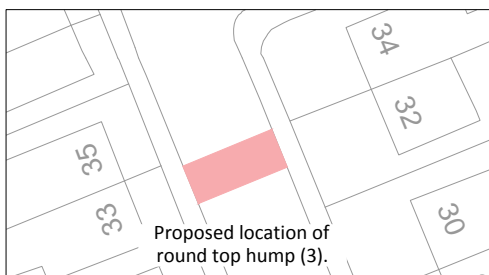 34
32
35
33
30
Proposed location of
round top hump (3).